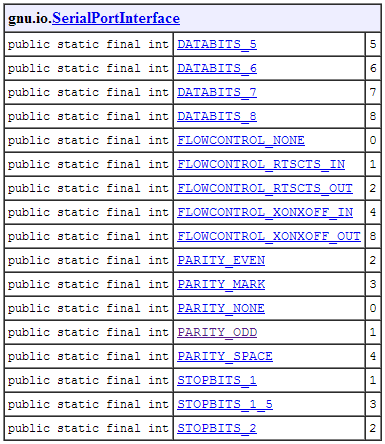 gnu.io.SerialPortInterface
public static final int DATABITS_5 5
public static final int DATABITS_6 6
public static final int DATABITS_7 7
public static final int DATABITS_8 8
public static final int FLOWCONTROL_NONE 0
public static final int FLOWCONTROL_RTSCTS_IN 1
public static final int FLOWCONTROL_RTSCTS_OUT 2
public static final int FLOWCONTROL_XONXOFF_IN 4
public static final int FLOWCONTROL_XONXOFF_OUT 8
public static final int PARITY_EVEN 2
public static final int PARITY_MARK 3
public static final int PARITY_NONE 0
public static final int PARITY_ODD 1
public static final int PARITY_SPACE 4
public static final int STOPBITS_1 1
public static final int STOPBITS_1_5 3
public static final int STOPBITS_2 2